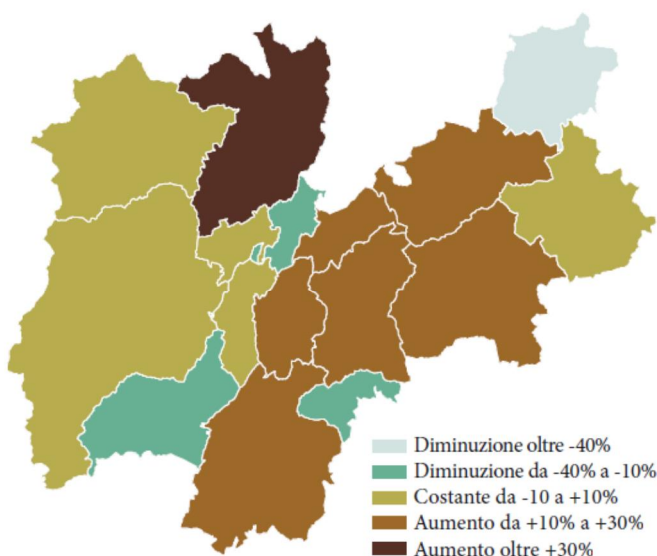 Diminuzione oltre -40%
Diminuzione da -40% a -10%
Costante da -10 a +10%
Aumento da +10% a +30%
Aumento oltre +30%